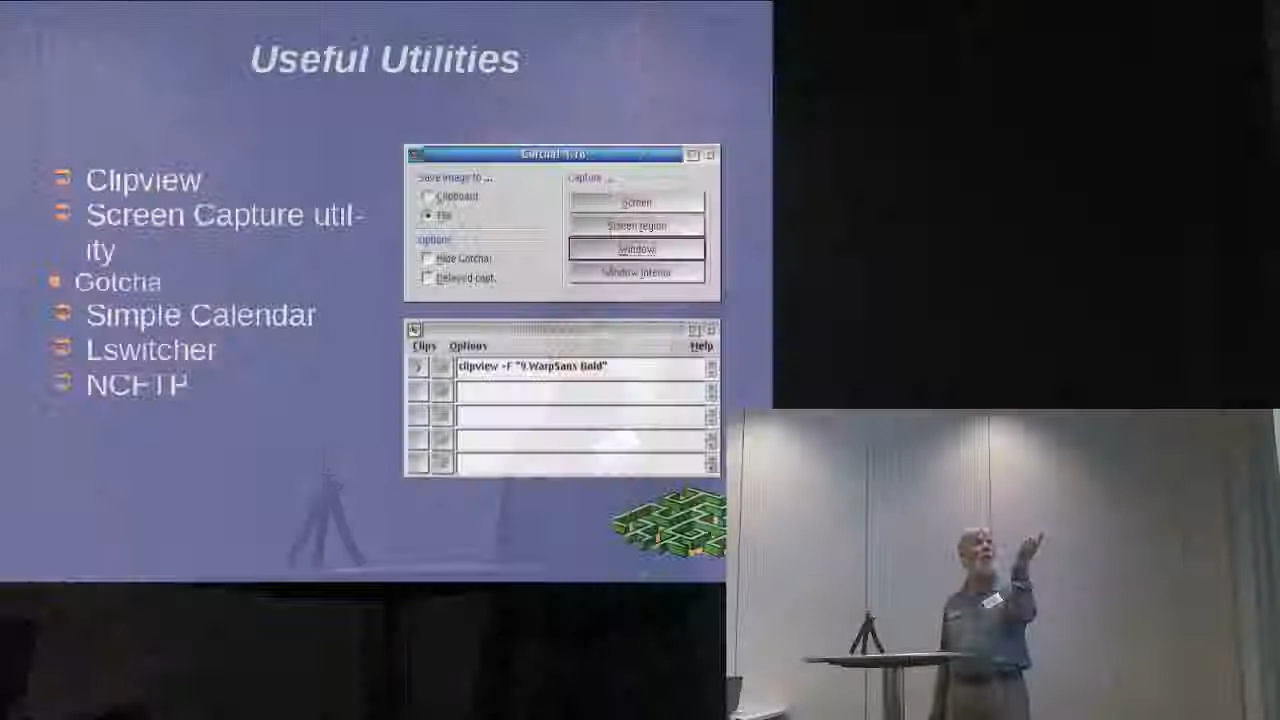 Useful Utilities
Clipview
Screen Capture util-
ity
Gotcha
Simple Calendar
Lswitcher
NCFTP
Save image to ...
Clipboard
File
Options
Hide Gotcha!
Delayed capt.
Capture ...
Screen
Screen region
Window
Window interior
Clips Options Help
clipview -F "9.WarpSans Bold"